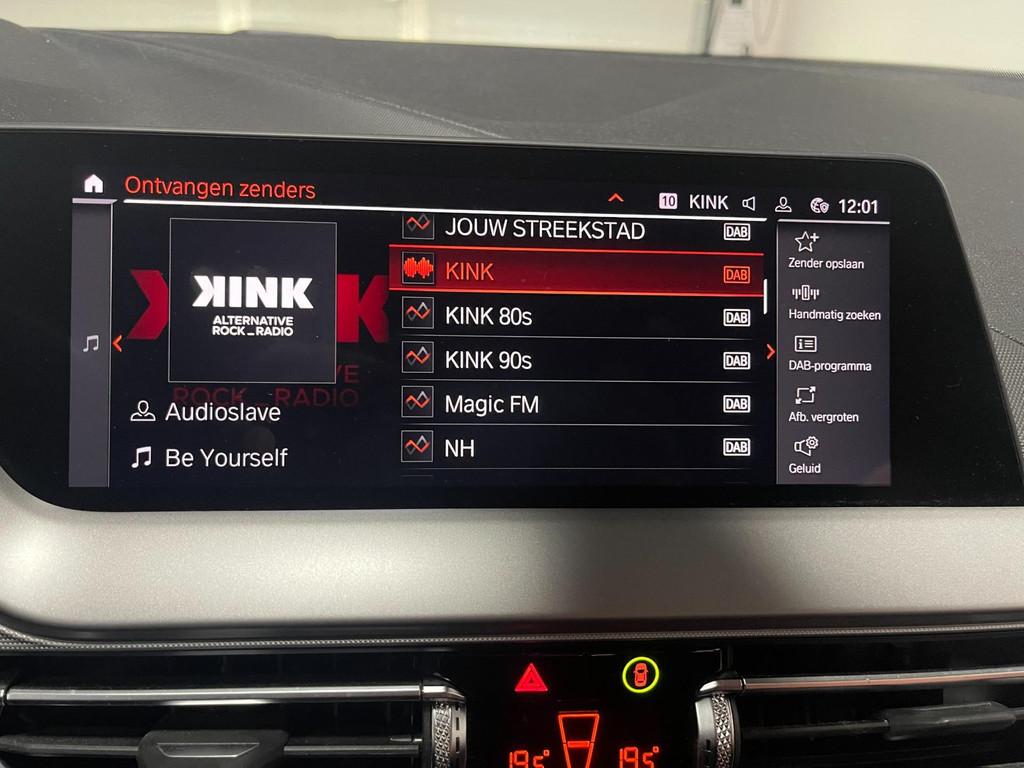 Ontvangen zenders
10 KINK 12:01
KINK
ALTERNATIVE
ROCK_RADIO
ROCK_RADIO
Audioslave
Be Yourself
JOUW STREEKSTAD DAB
KINK DAB
KINK 80s DAB
KINK 90s DAB
Magic FM DAB
NH DAB
Zender opslaan
Handmatig zoeken
DAB-programma
Afb. vergroten
Geluid
19.5° 19.5°